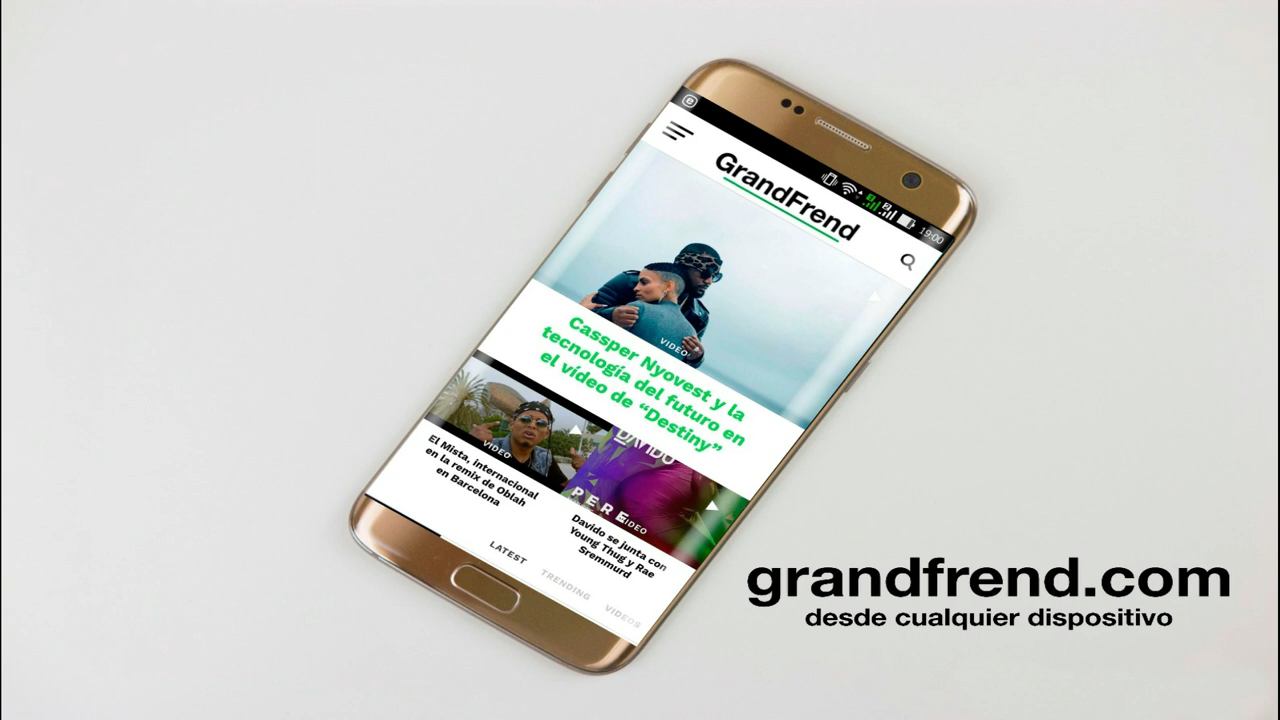 19:00
GrandFrend
VIDEO
Cassper Nyovest y la
tecnología del futuro en
el vídeo de “Destiny”
VIDEO
El Mista, internacional
en la remix de Oblah
en Barcelona
DAVIDO
RERE
VIDEO
Davido se junta con
Young Thug y Rae
Sremmurd
LATEST
TRENDING
VIDEOS
grandfrend.com
desde cualquier dispositivo